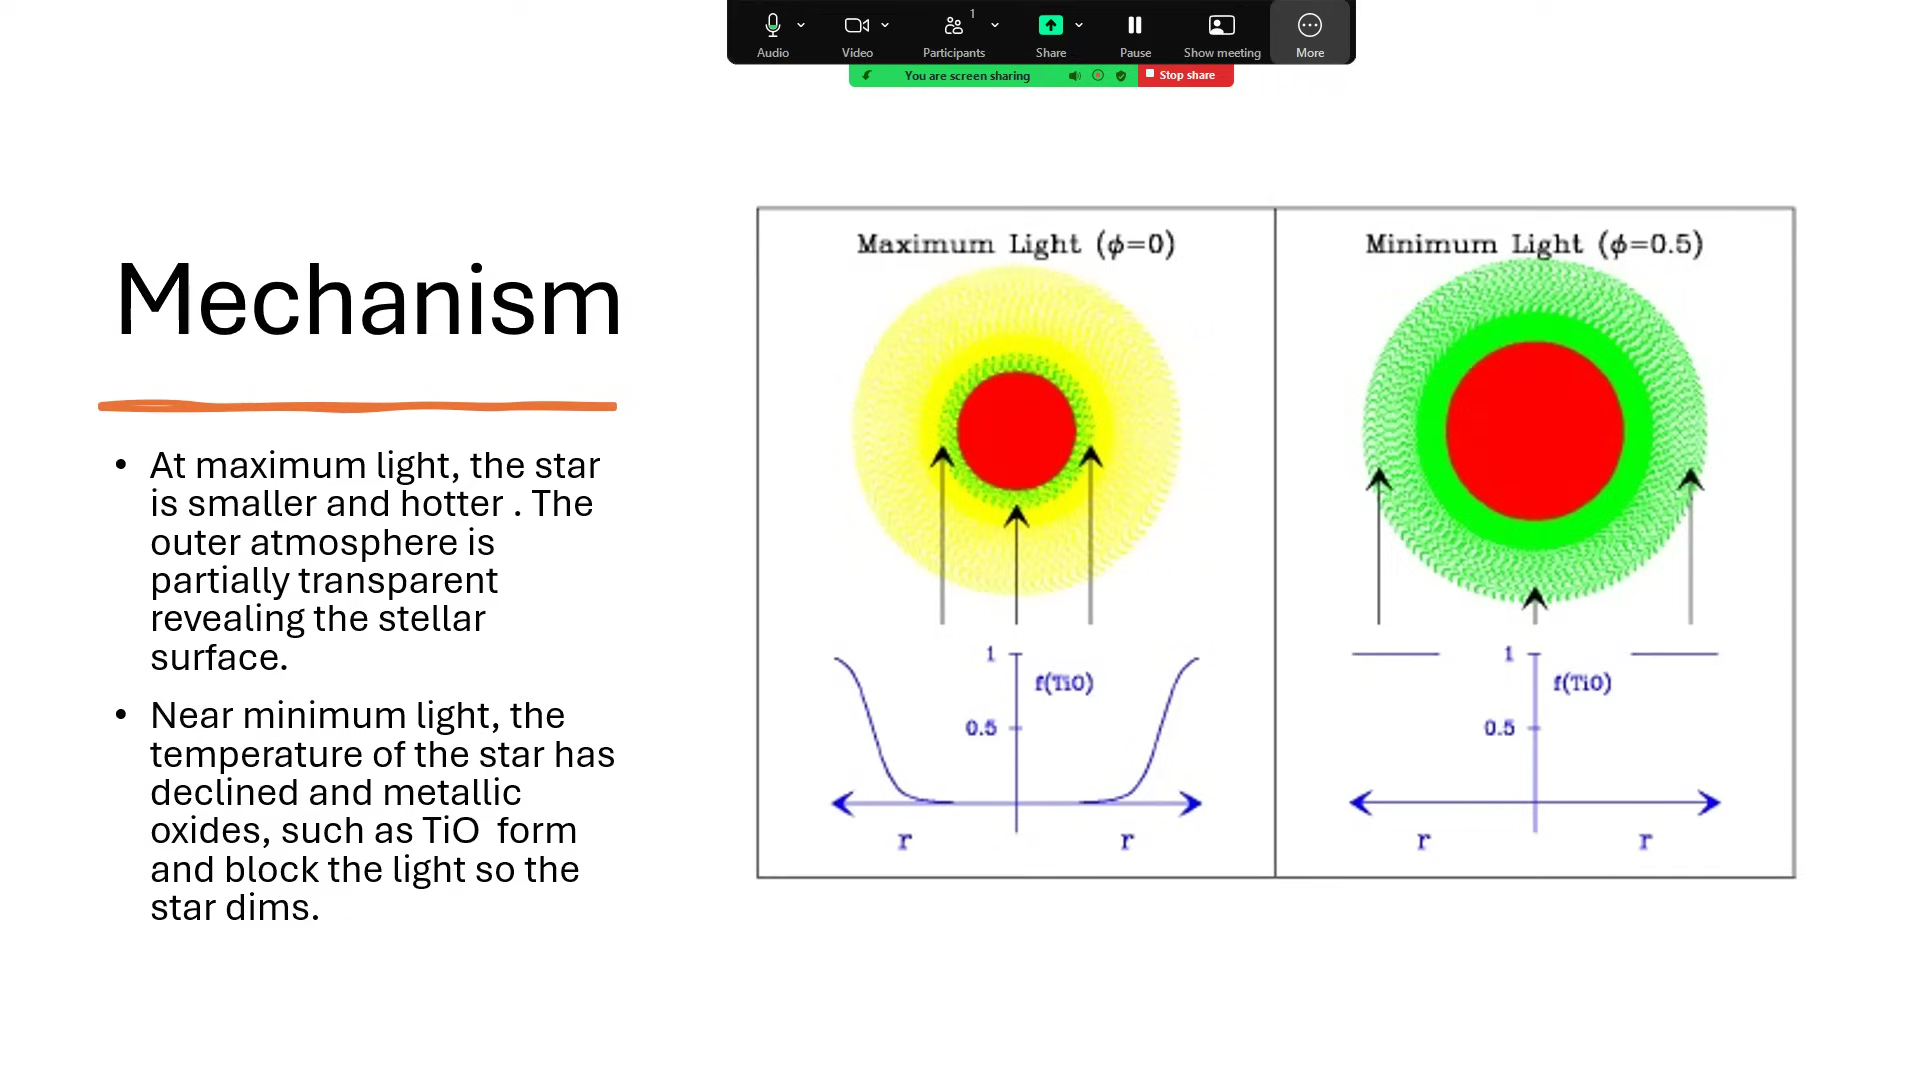 1
Audio Video Participants Share Pause Show meeting More
You are screen sharing Stop share
Mechanism
• At maximum light, the star
is smaller and hotter . The
outer atmosphere is
partially transparent
revealing the stellar
surface.
• Near minimum light, the
temperature of the star has
declined and metallic
oxides, such as TiO  form
and block the light so the
star dims.
Maximum Light (ϕ=0)
1
f(TiO)
0.5
r r
Minimum Light (ϕ=0.5)
1
f(TiO)
0.5
r r